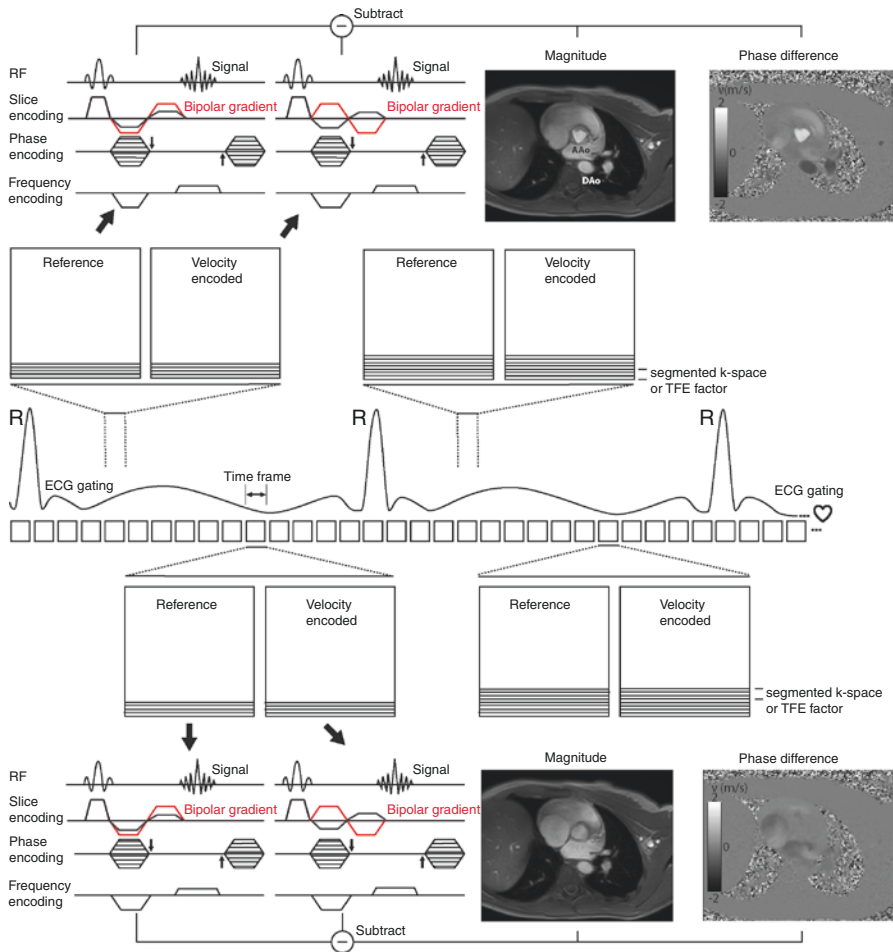 Subtract
Magnitude
Phase difference
RF
Signal
Signal
Slice
encoding
Bipolar gradient
Bipolar gradient
Phase
encoding
Frequency
encoding
AAo
DAo
v(m/s)
2
0
-2
Reference
Velocity
encoded
Reference
Velocity
encoded
segmented k-space
or TFE factor
R
R
R
ECG gating
Time frame
ECG gating
Reference
Velocity
encoded
Reference
Velocity
encoded
segmented k-space
or TFE factor
Magnitude
Phase difference
RF
Signal
Signal
Slice
encoding
Bipolar gradient
Bipolar gradient
Phase
encoding
Frequency
encoding
v (m/s)
2
0
-2
Subtract